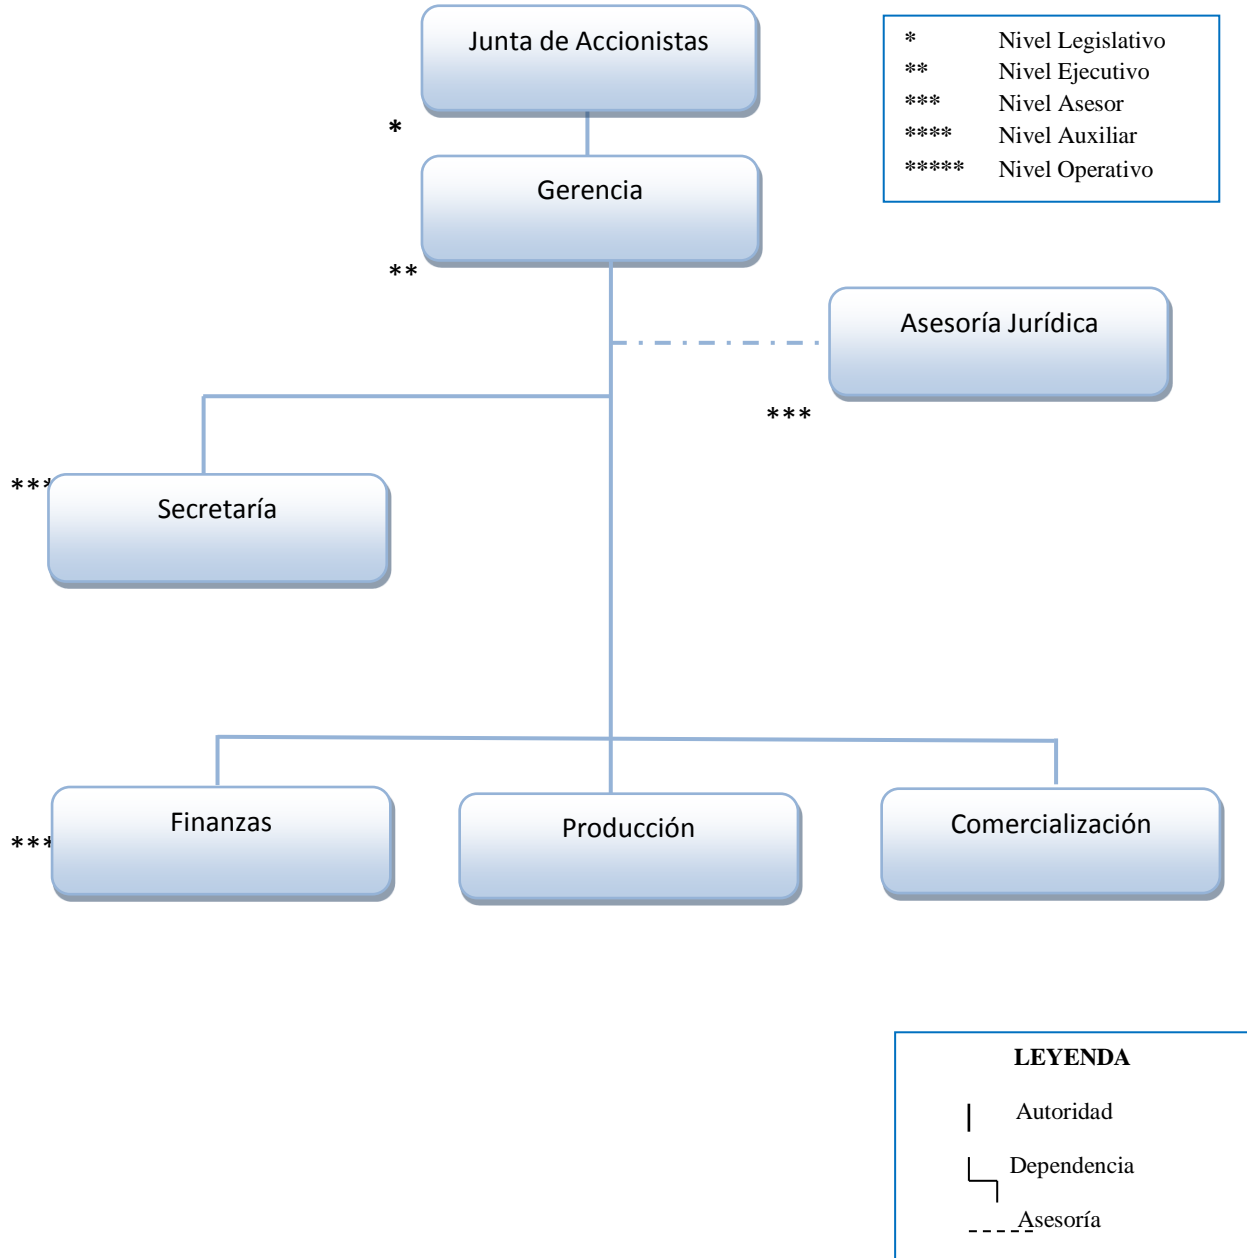 Junta de Accionistas
* Nivel Legislativo
** Nivel Ejecutivo
*** Nivel Asesor
**** Nivel Auxiliar
***** Nivel Operativo
*
Gerencia
**
Asesoría Jurídica
***
***
Secretaría
Finanzas
Producción
Comercialización
***
LEYENDA
Autoridad
Dependencia
Asesoría